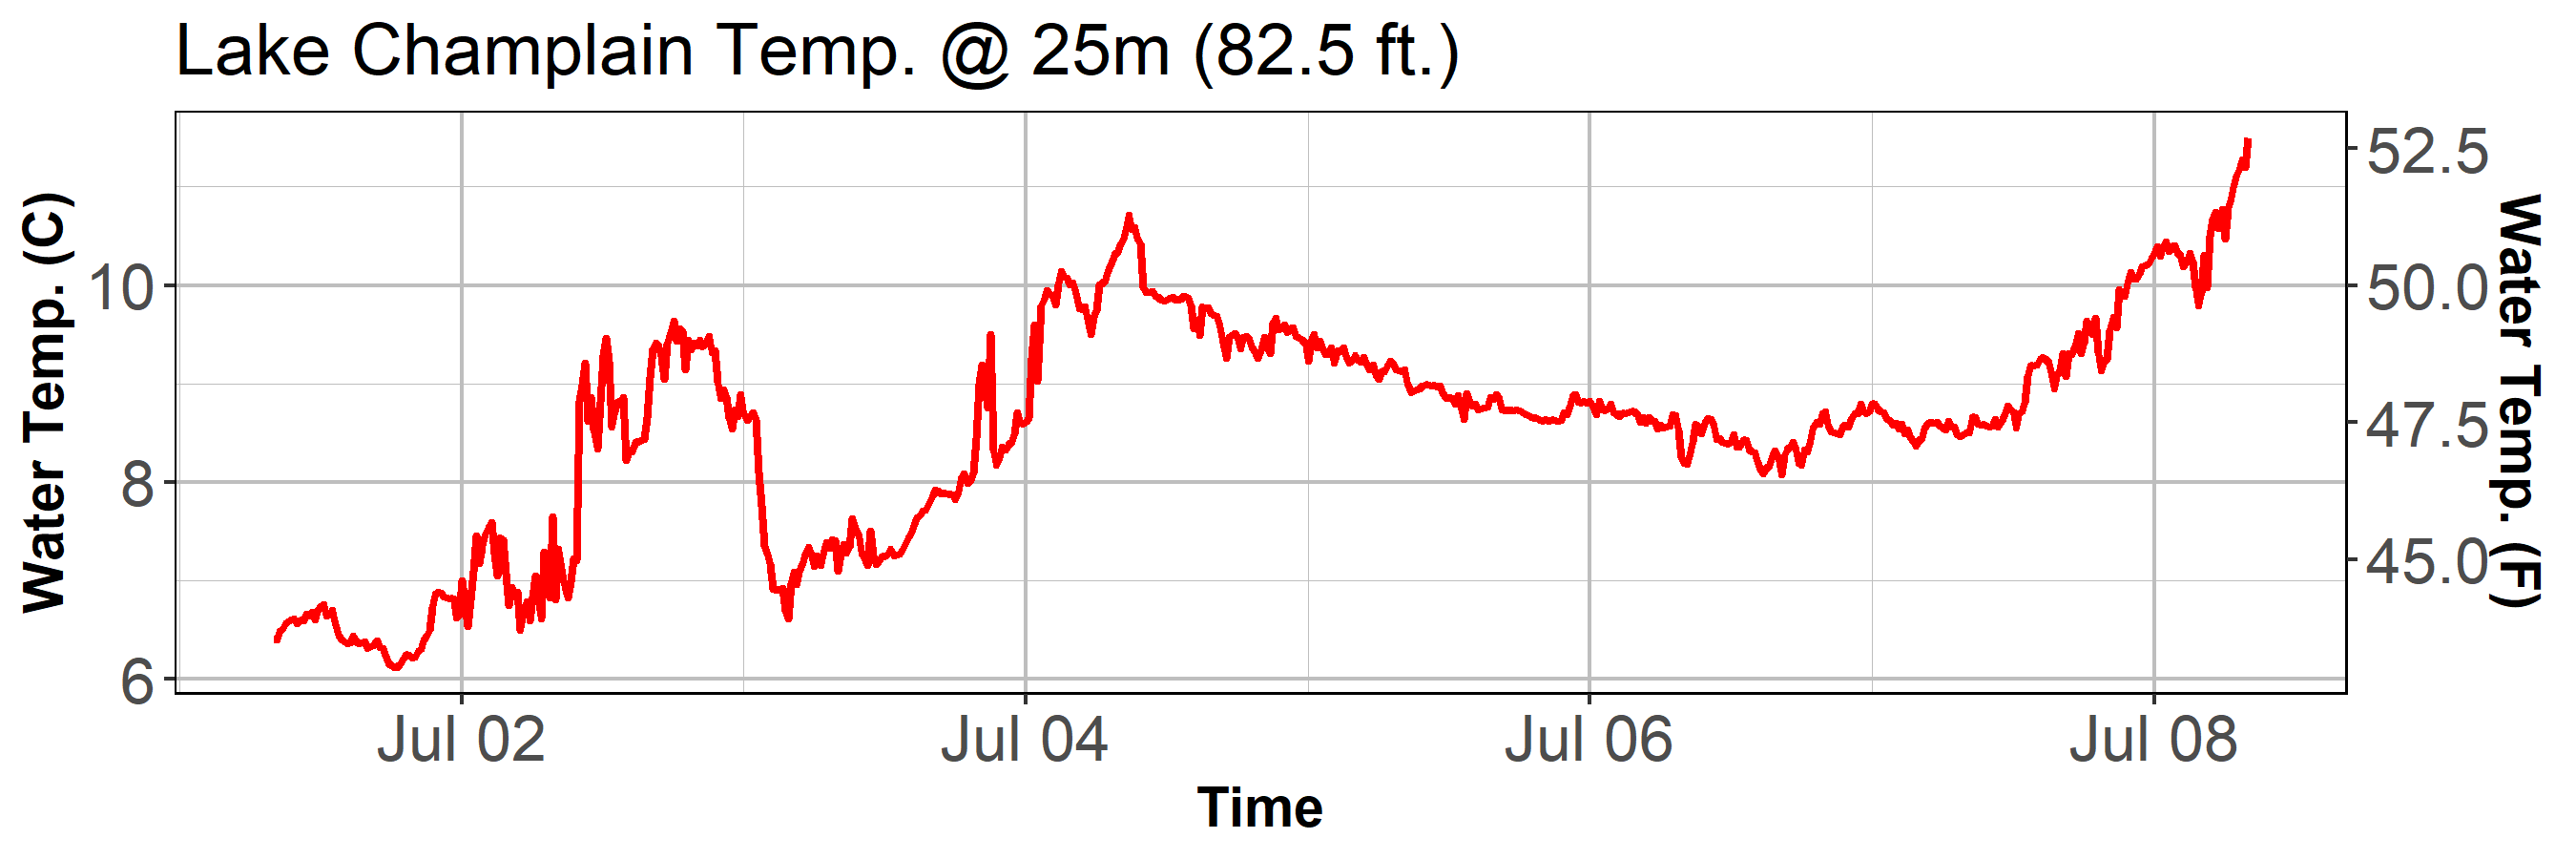 Lake Champlain Temp. @ 25m (82.5 ft.)
Water Temp. (C)
10
8
6
52.5
50.0
47.5
45.0
Water Temp. (F)
Jul 02
Jul 04
Jul 06
Jul 08
Time